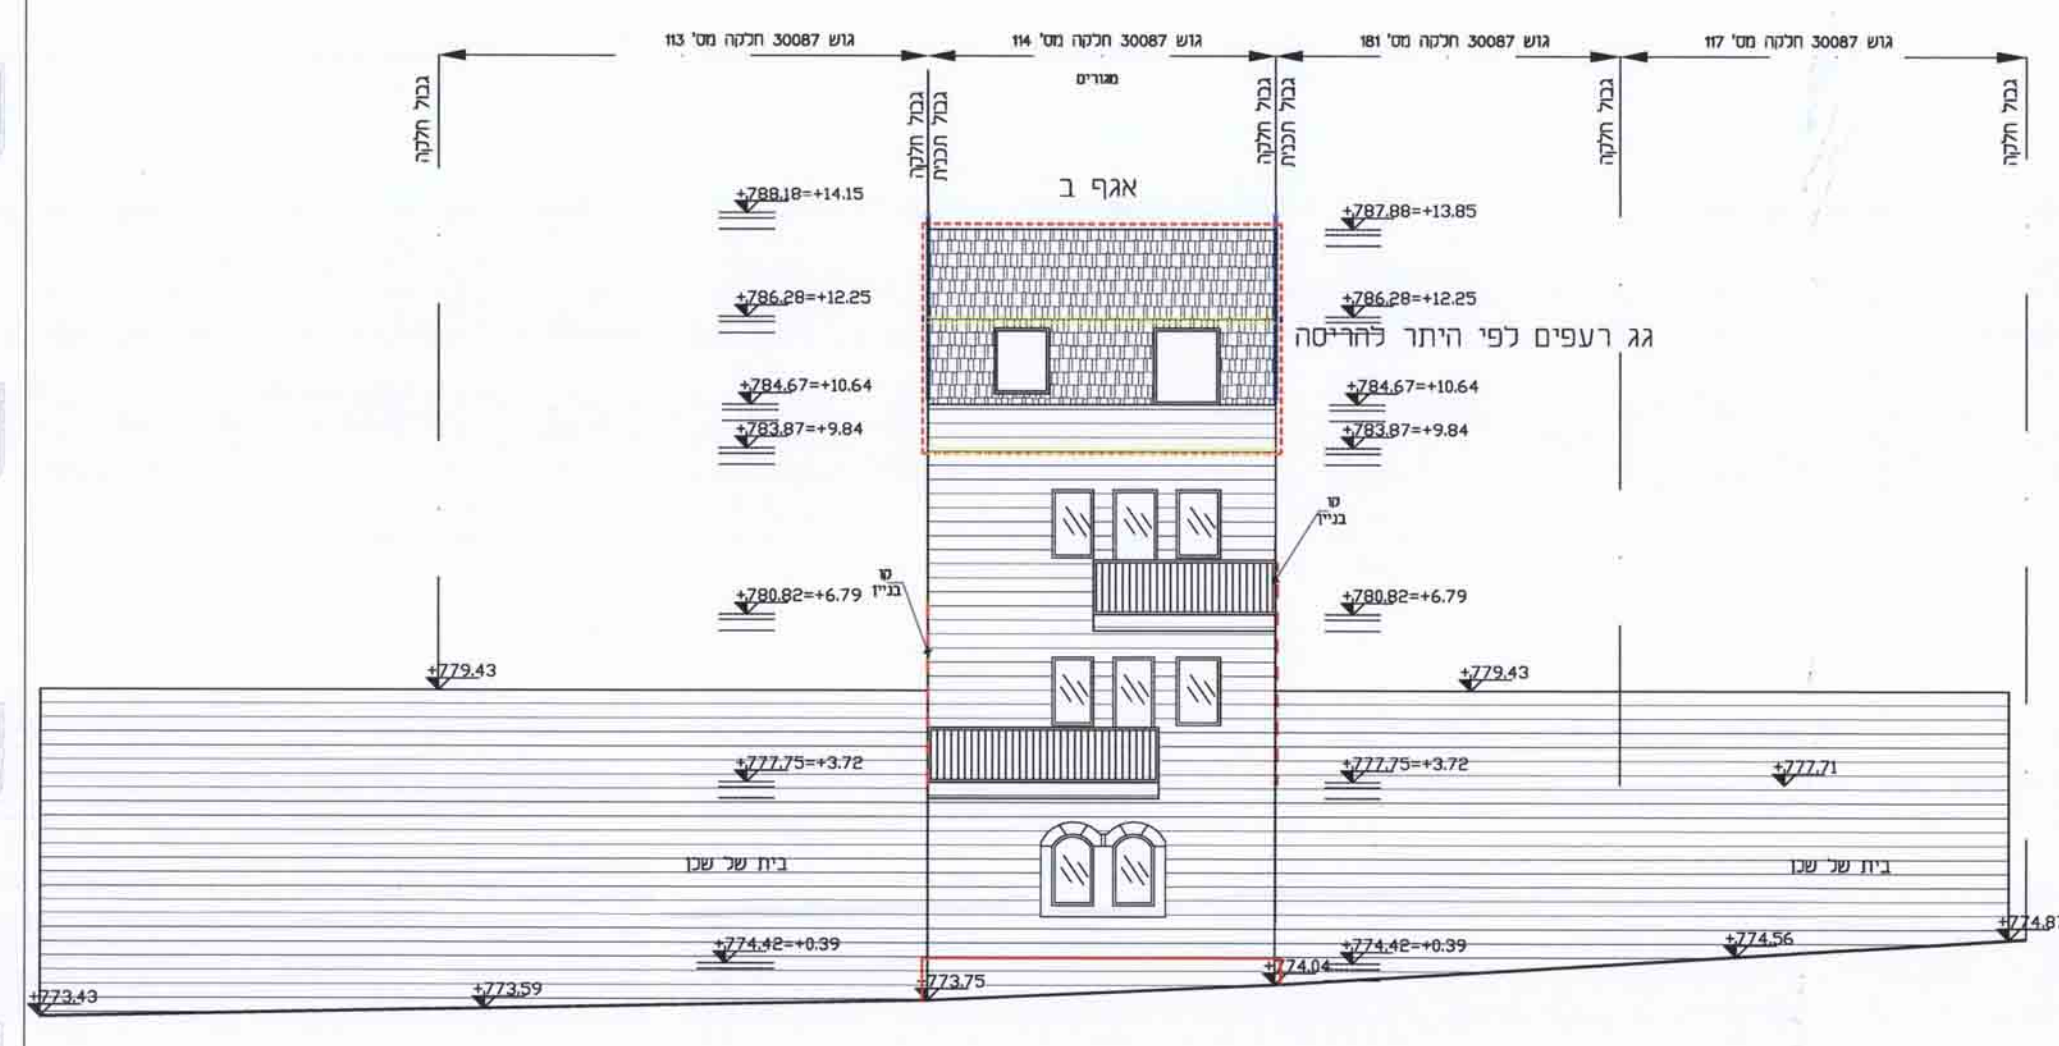 גוש 30087 חלקה מס' 113
גוש 30087 חלקה מס' 114
גוש 30087 חלקה מס' 181
גוש 30087 חלקה מס' 117
מגורים
גבול חלקה
גבול חלקה
גבול תכנית
גבול חלקה
גבול תכנית
גבול חלקה
גבול חלקה
אגף ב
+788.18=+14.15
+787.88=+13.85
+786.28=+12.25
+786.28=+12.25
גג רעפים לפי היתר להריסה
+784.67=+10.64
+784.67=+10.64
+783.87=+9.84
+783.87=+9.84
קו
בניין
קו
בניין
+780.82=+6.79
+780.82=+6.79
+779.43
+779.43
+777.75=+3.72
+777.75=+3.72
+777.71
בית של שכן
בית של שכן
+774.42=+0.39
+774.42=+0.39
+774.56
+774.87
+773.43
+773.59
+773.75
+774.04